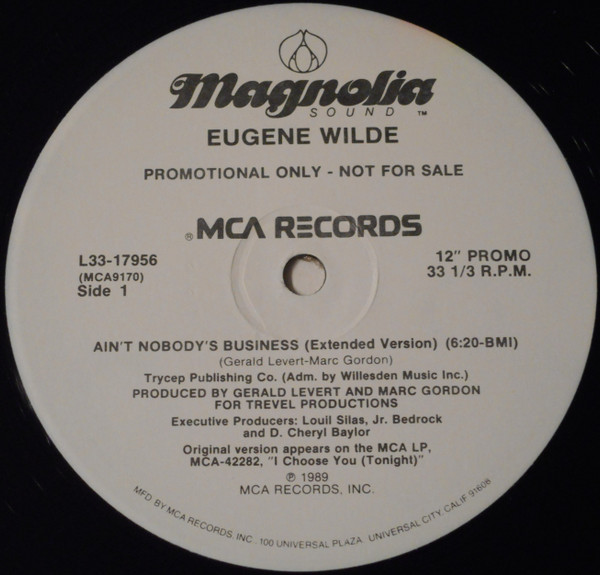 Magnolia
SOUND ™
EUGENE WILDE
PROMOTIONAL ONLY - NOT FOR SALE
® MCA RECORDS
L33-17956
(MCA9170)
Side 1
12" PROMO
33 1/3 R.P.M.
AIN'T NOBODY'S BUSINESS (Extended Version) (6:20-BMI)
(Gerald Levert-Marc Gordon)
Trycep Publishing Co. (Adm. by Willesden Music Inc.)
PRODUCED BY GERALD LEVERT AND MARC GORDON
FOR TREVEL PRODUCTIONS
Executive Producers: Louil Silas, Jr. Bedrock
and D. Cheryl Baylor
Original version appears on the MCA LP,
MCA-42282, "I Choose You (Tonight)"
℗ 1989
MCA RECORDS, INC.
MFD. BY MCA RECORDS, INC., 100 UNIVERSAL PLAZA, UNIVERSAL CITY, CALIF. 91608